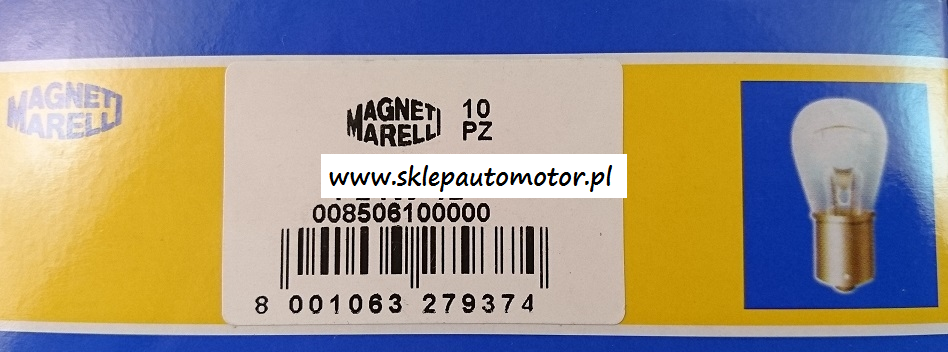 MAGNETI
MARELLI
MAGNETI
MARELLI
10
PZ
www.sklepautomotor.pl
008506100000
8 001063 279374